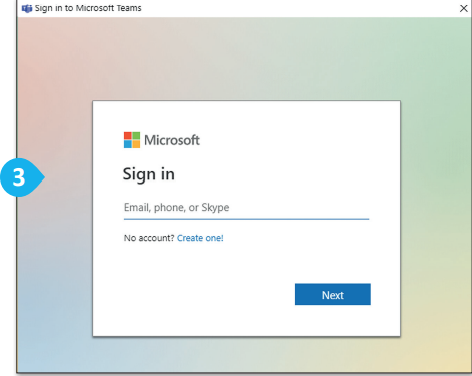 Sign in to Microsoft Teams
Microsoft
Sign in
Email, phone, or Skype
No account? Create one!
Next
3